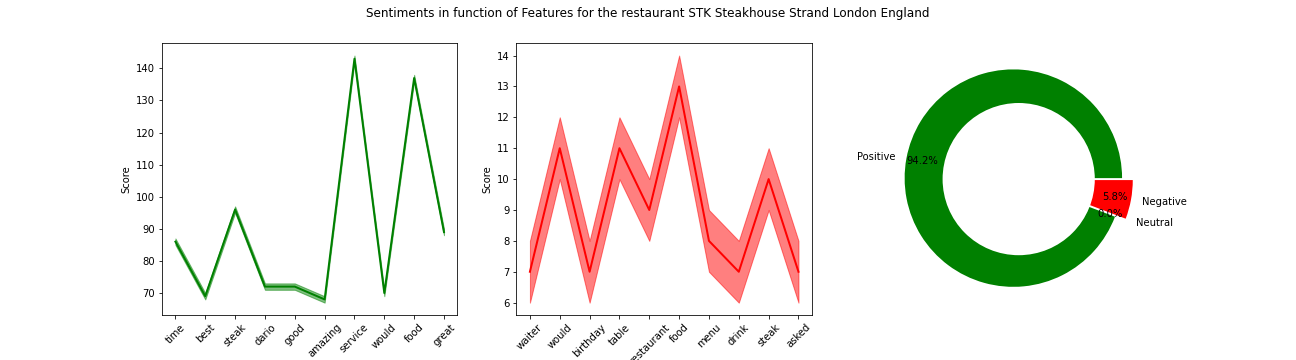 Sentiments in function of Features for the restaurant STK Steakhouse Strand London England
Score
140
130
120
110
100
90
80
70
time
best
steak
dario
good
amazing
service
would
food
great
Score
14
13
12
11
10
9
8
7
6
waiter
would
birthday
table
estaurant
food
menu
drink
steak
asked
Positive
94.2%
5.8%
Negative
0.0%
Neutral